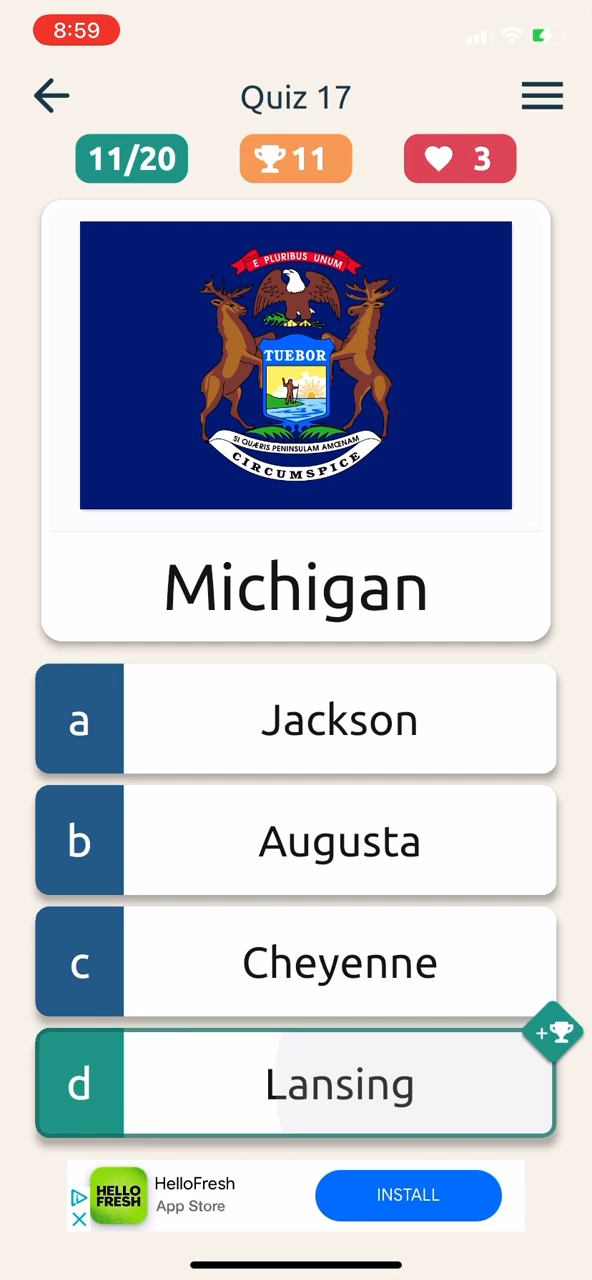 8:59
Quiz 17
11/20
11
3
E PLURIBUS UNUM
TUEBOR
SI QUÆRIS PENINSULAM AMŒNAM
CIRCUMSPICE
Michigan
a
Jackson
b
Augusta
c
Cheyenne
+
d
Lansing
HELLO
FRESH
HelloFresh
App Store
INSTALL